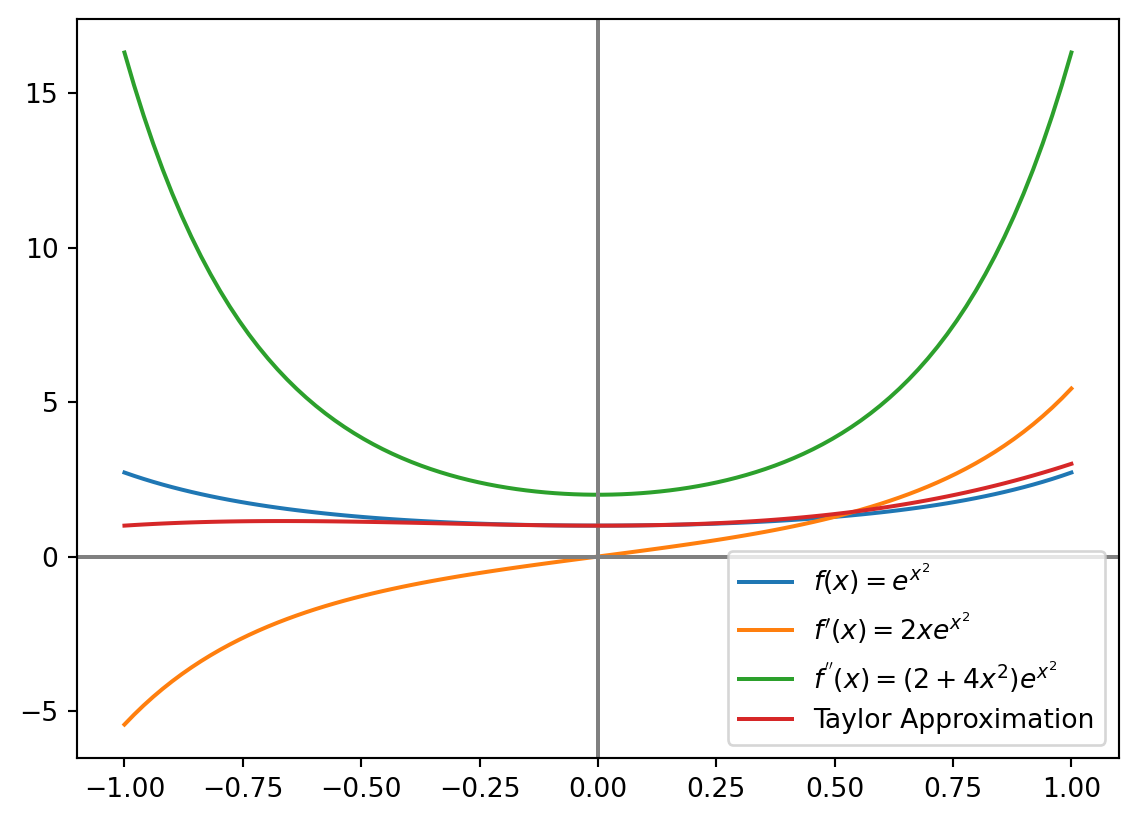 15
10
5
0
−5
−1.00 −0.75 −0.50 −0.25 0.00 0.25 0.50 0.75 1.00
f(x) = e^{x^2}
f′(x) = 2xe^{x^2}
f″(x) = (2 + 4x^2)e^{x^2}
Taylor Approximation